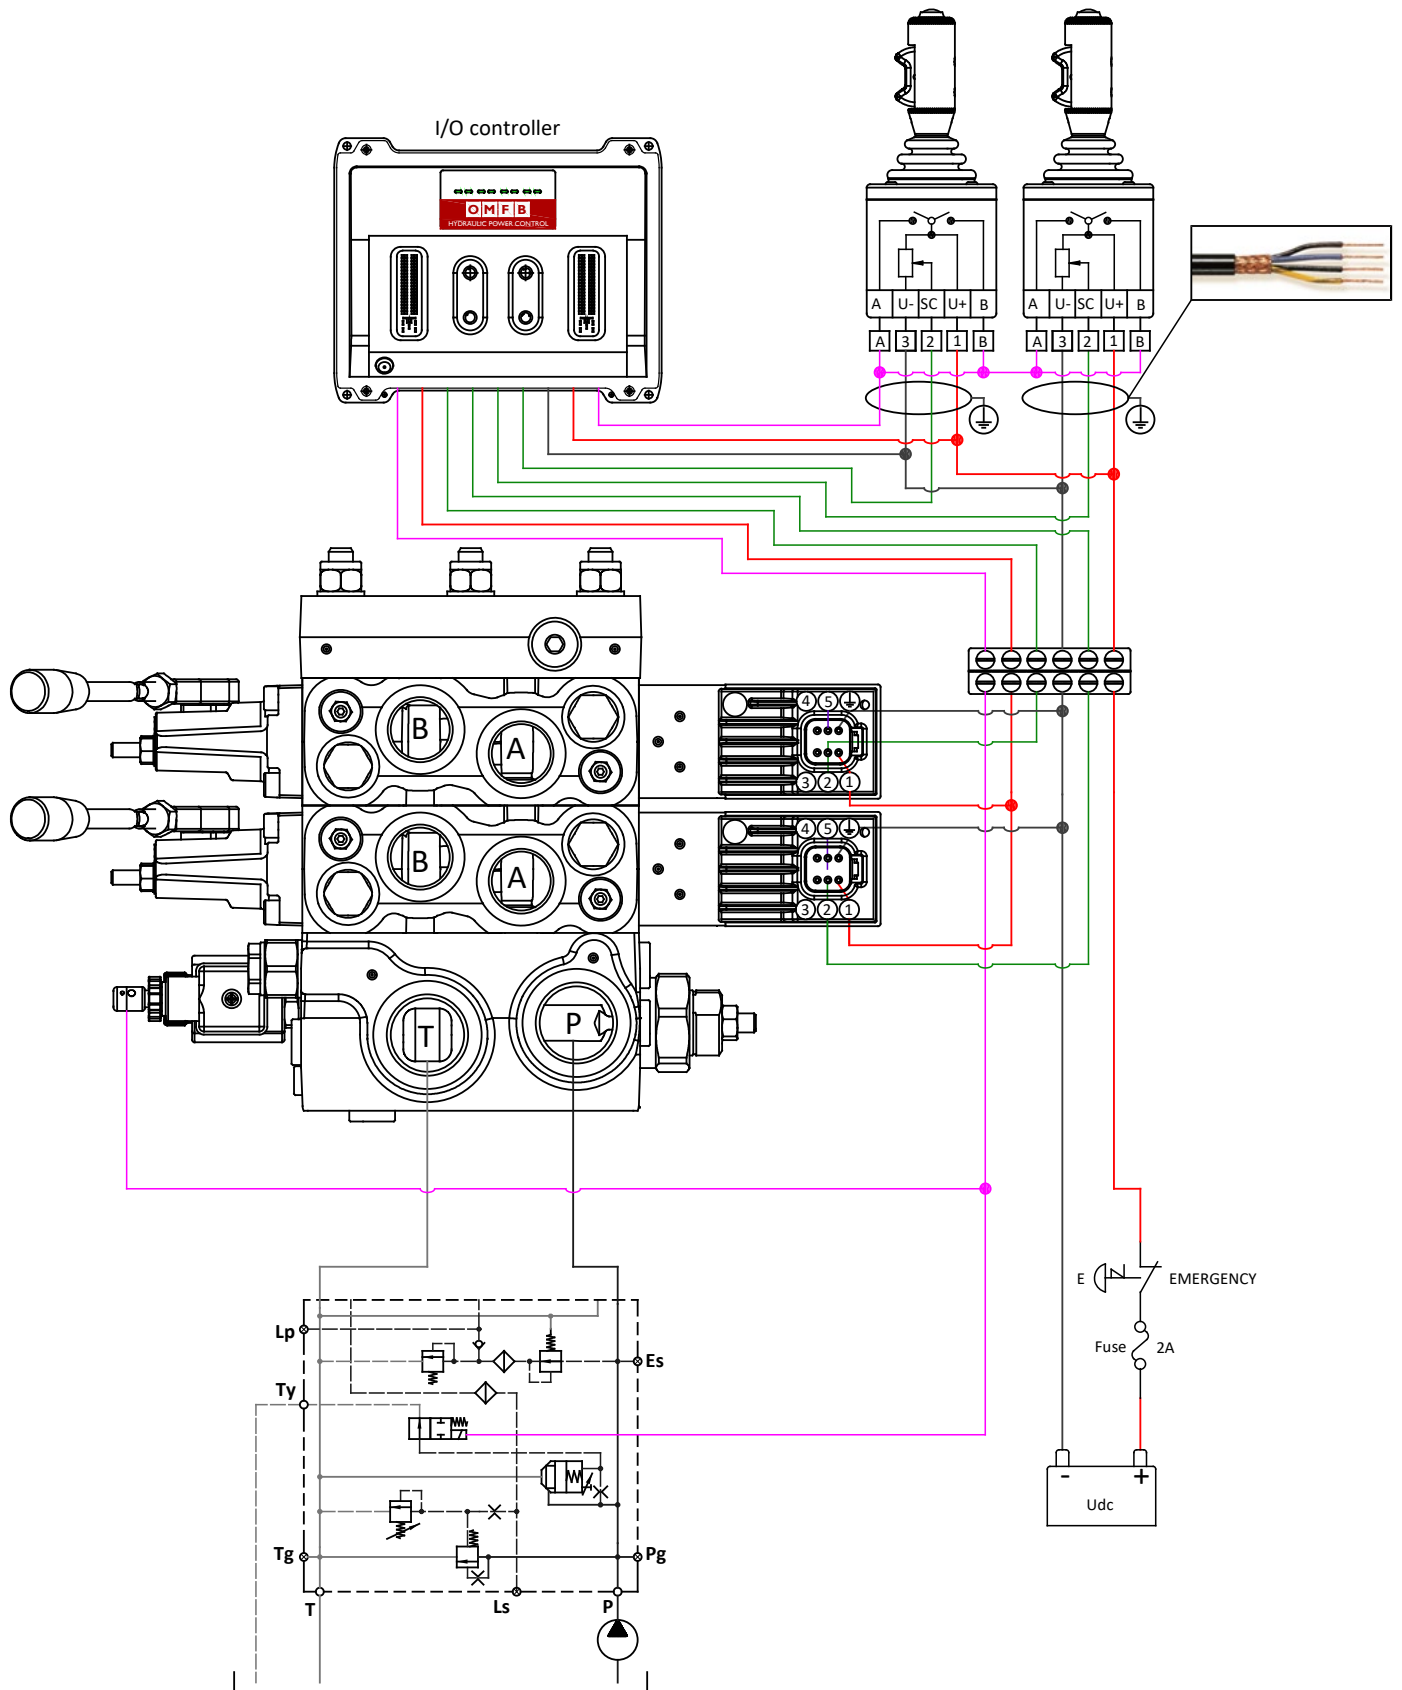 I/O controller
OMFB
HYDRAULIC POWER CONTROL
A U- SC U+ B
A 3 2 1 B
A U- SC U+ B
A 3 2 1 B
B A
4 5
3 2 1
B A
4 5
3 2 1
T P
E EMERGENCY
Fuse 2A
Lp
Es
Ty
- +
Udc
Tg
Pg
T Ls P